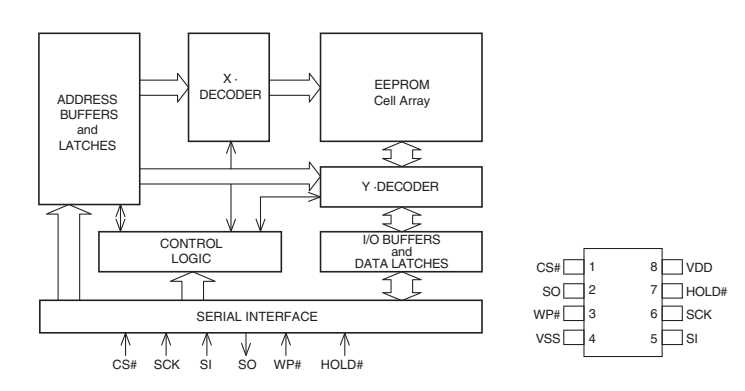 ADDRESS
BUFFERS
and
LATCHES
X ·
DECODER
EEPROM
Cell Array
Y ·DECODER
CONTROL
LOGIC
I/O BUFFERS
and
DATA LATCHES
SERIAL INTERFACE
CS# SCK SI SO WP# HOLD#
CS# 1 8 VDD
SO 2 7 HOLD#
WP# 3 6 SCK
VSS 4 5 SI